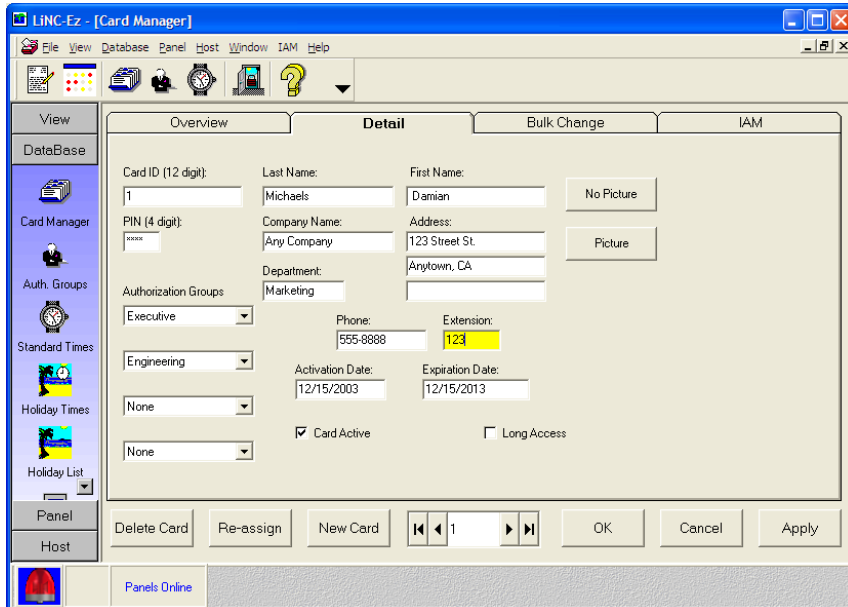 LiNC-Ez - [Card Manager]
File View Database Panel Host Window IAM Help
View
DataBase
Card Manager
Auth. Groups
Standard Times
Holiday Times
Holiday List
Panel
Host
Overview Detail Bulk Change IAM
Card ID (12 digit): Last Name: First Name:
1 Michaels Damian No Picture
PIN (4 digit): Company Name: Address:
**** Any Company 123 Street St. Picture
Anytown, CA
Department:
Authorization Groups Marketing
Executive
Phone: Extension:
555-8888 123
Engineering
Activation Date: Expiration Date:
12/15/2003 12/15/2013
None
Card Active Long Access
None
Delete Card Re-assign New Card 1 OK Cancel Apply
Panels Online